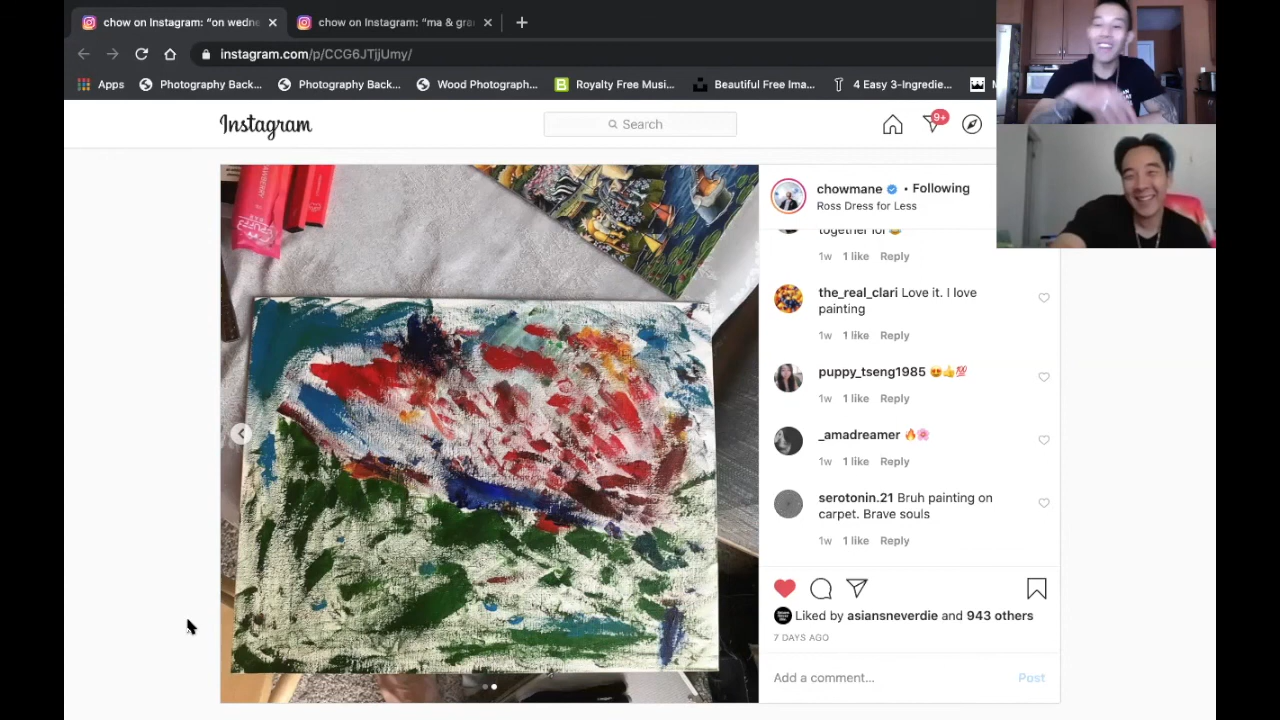 chow on Instagram: “on wedne
chow on Instagram: “ma & gra
instagram.com/p/CCG6JTjjUmy/
Apps
Photography Back...
Photography Back...
Wood Photograph...
Royalty Free Musi...
Beautiful Free Ima...
4 Easy 3-Ingredie...
Instagram
Search
9+
chowmane • Following
Ross Dress for Less
together for
1w 1 like Reply
the_real_clari Love it. I love
painting
1w 1 like Reply
puppy_tseng1985 😍👍💯
1w 1 like Reply
_amadreamer 🔥🌸
1w 1 like Reply
serotonin.21 Bruh painting on
carpet. Brave souls
1w 1 like Reply
Liked by asiansneverdie and 943 others
7 DAYS AGO
Add a comment...
Post